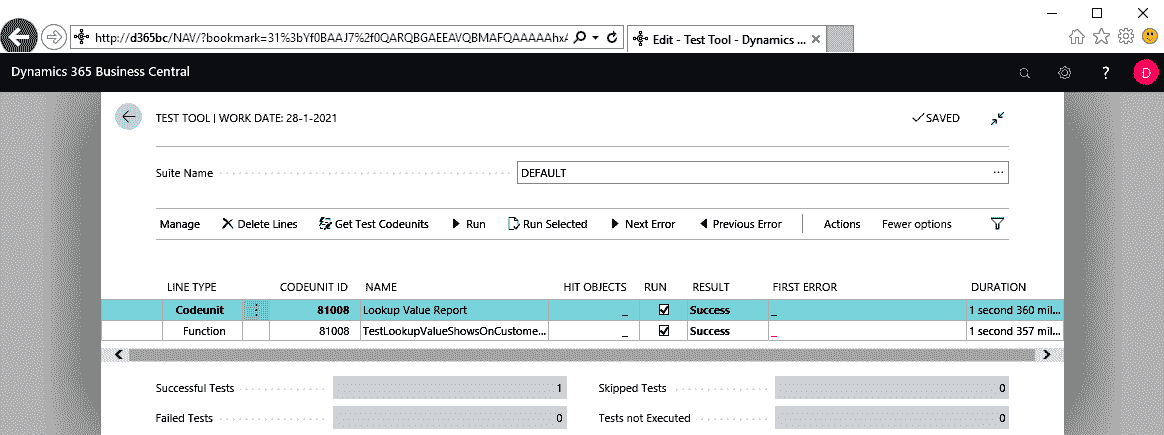 http://d365bc/NAV/?bookmark=31%3bYf0BAAJ7%2f0QARQBGAEEAVQBMAFQAAAAAhxA
Edit - Test Tool - Dynamics ...
Dynamics 365 Business Central
? D
TEST TOOL | WORK DATE: 28-1-2021 SAVED
Suite Name DEFAULT ...
Manage Delete Lines Get Test Codeunits Run Run Selected Next Error Previous Error Actions Fewer options
LINE TYPE CODEUNIT ID NAME HIT OBJECTS RUN RESULT FIRST ERROR DURATION
Codeunit 81008 Lookup Value Report _ Success _ 1 second 360 mil...
Function 81008 TestLookupValueShowsOnCustome... _ Success _ 1 second 357 mil...
Successful Tests 1 Skipped Tests 0
Failed Tests 0 Tests not Executed 0